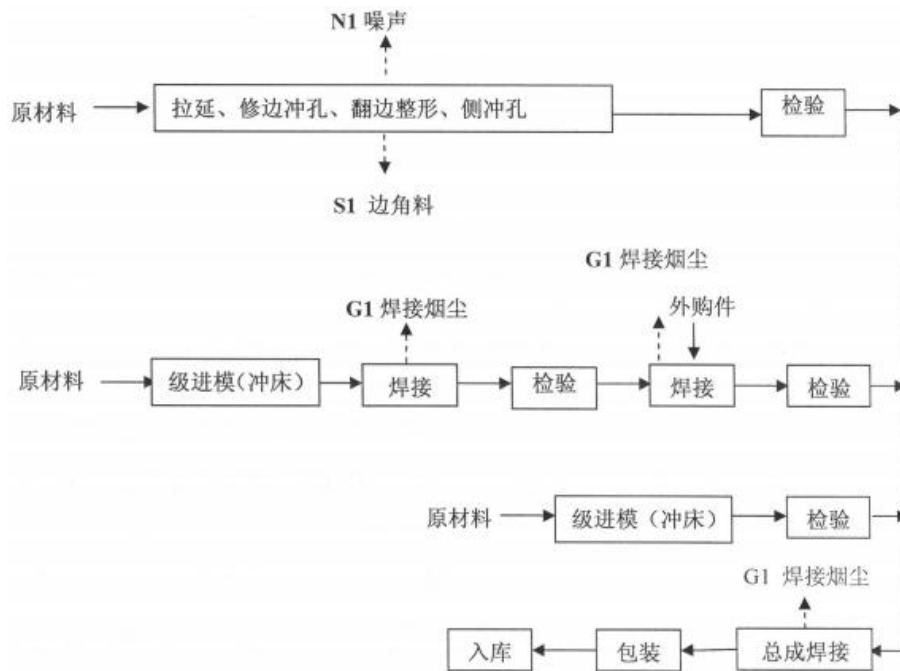 N1 噪声
原材料
拉延、修边冲孔、翻边整形、侧冲孔
检验
S1 边角料
G1 焊接烟尘
G1 焊接烟尘
外购件
原材料
级进模（冲床）
焊接
检验
焊接
检验
原材料
级进模（冲床）
检验
G1 焊接烟尘
入库
包装
总成焊接